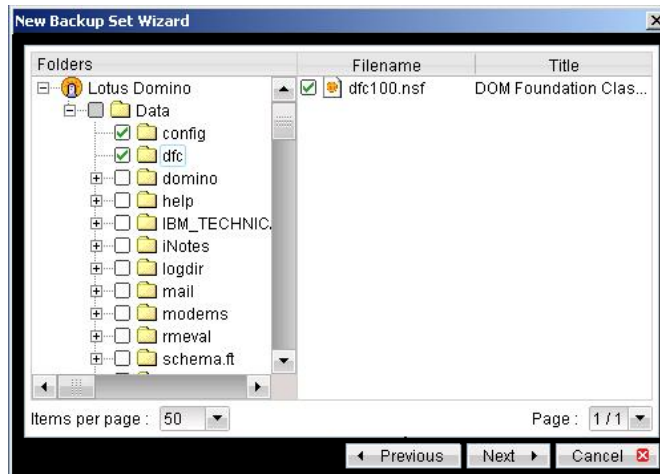 New Backup Set Wizard
Folders
Filename
Title
Lotus Domino
Data
config
dfc
domino
help
IBM_TECHNIC.
iNotes
logdir
mail
modems
rmeval
schema.ft
dfc100.nsf
DOM Foundation Clas...
Items per page : 50
Page : 1 / 1
Previous
Next
Cancel